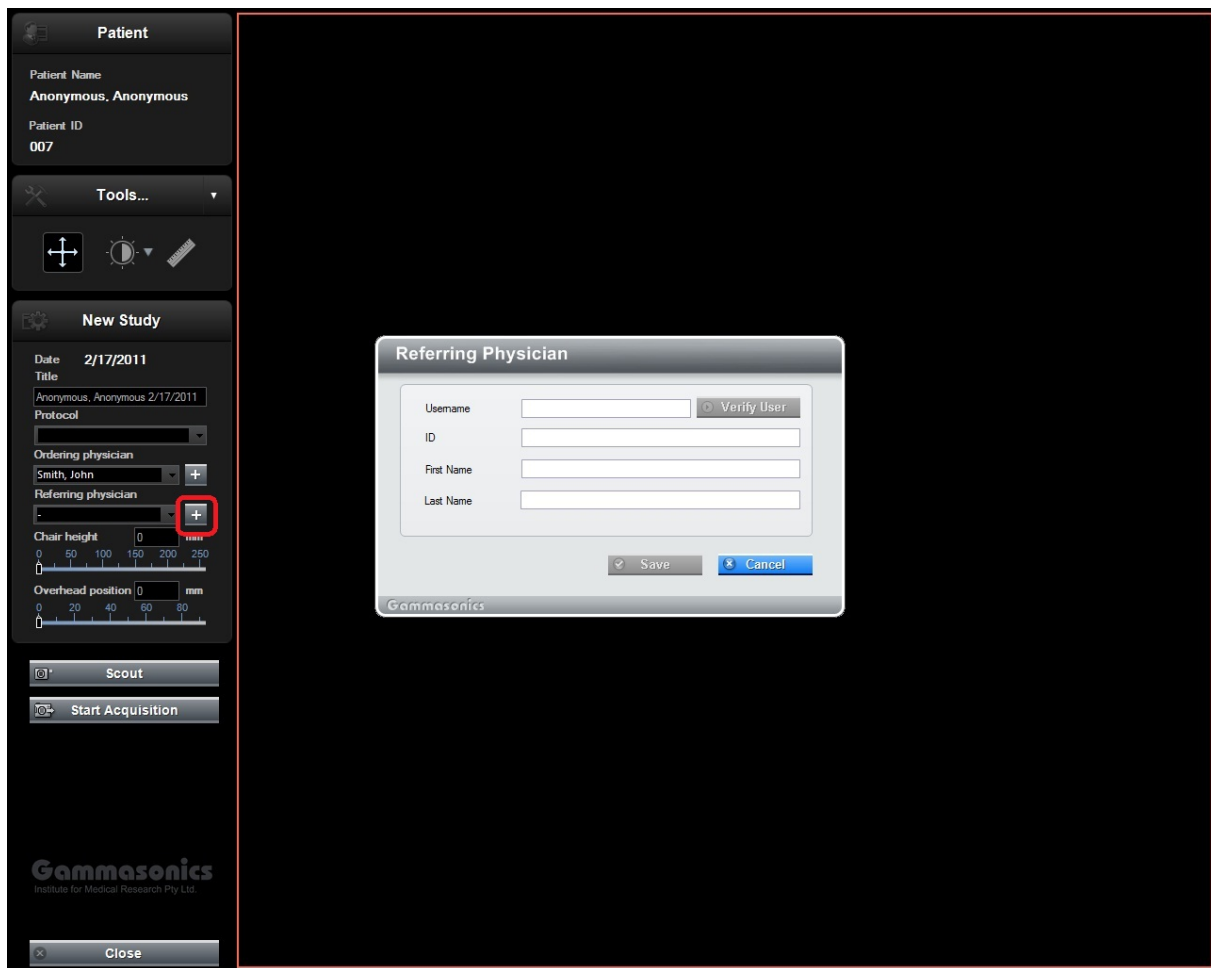 Patient
Patient Name
Anonymous, Anonymous
Patient ID
007
Tools...
New Study
Date 2/17/2011
Title
Anonymous, Anonymous 2/17/2011
Protocol
Ordering physician
Smith, John
+
Referring physician
-
+
Chair height 0 mm
0 50 100 150 200 250
Overhead position 0 mm
0 20 40 60 80
Scout
Start Acquisition
Gammasonics
Institute for Medical Research Pty Ltd.
Close
Referring Physician
Username
Verify User
ID
First Name
Last Name
Save
Cancel
Gammasonics